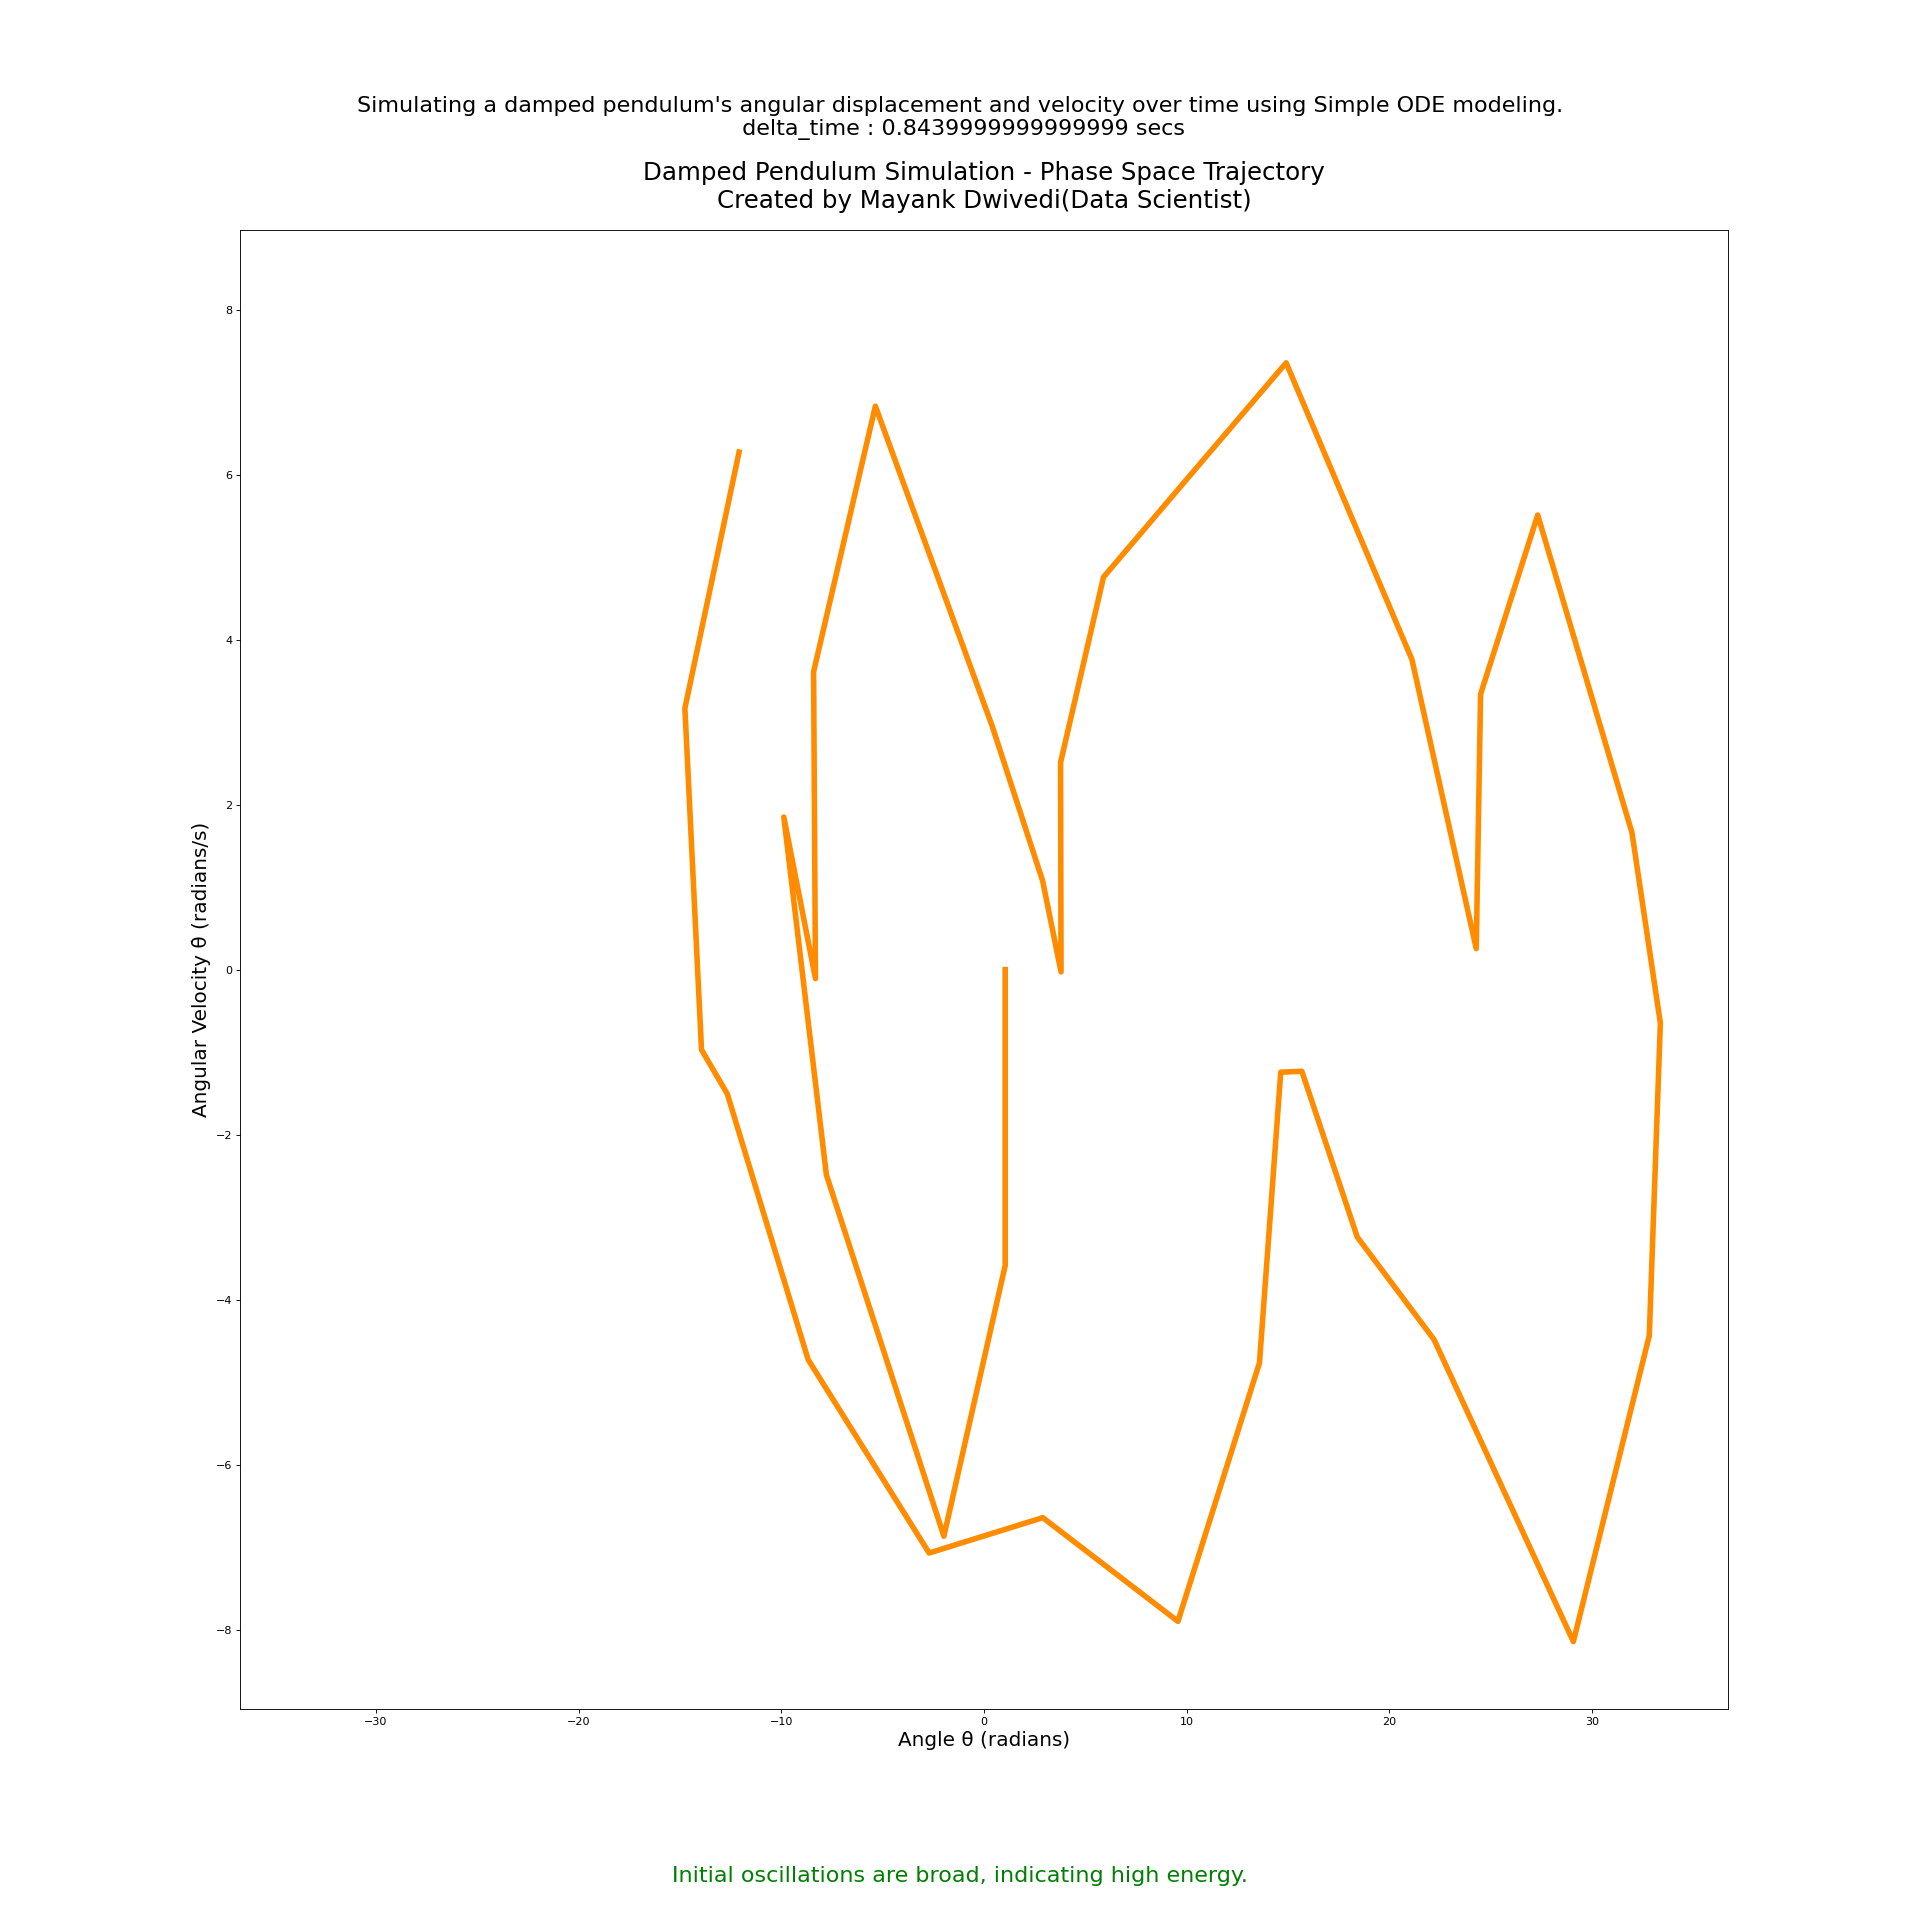 Simulating a damped pendulum's angular displacement and velocity over time using Simple ODE modeling.
delta_time : 0.8439999999999999 secs
Damped Pendulum Simulation - Phase Space Trajectory
Created by Mayank Dwivedi(Data Scientist)
8
6
4
2
0
−2
−4
−6
−8
Angular Velocity θ (radians/s)
−30
−20
−10
0
10
20
30
Angle θ (radians)
Initial oscillations are broad, indicating high energy.